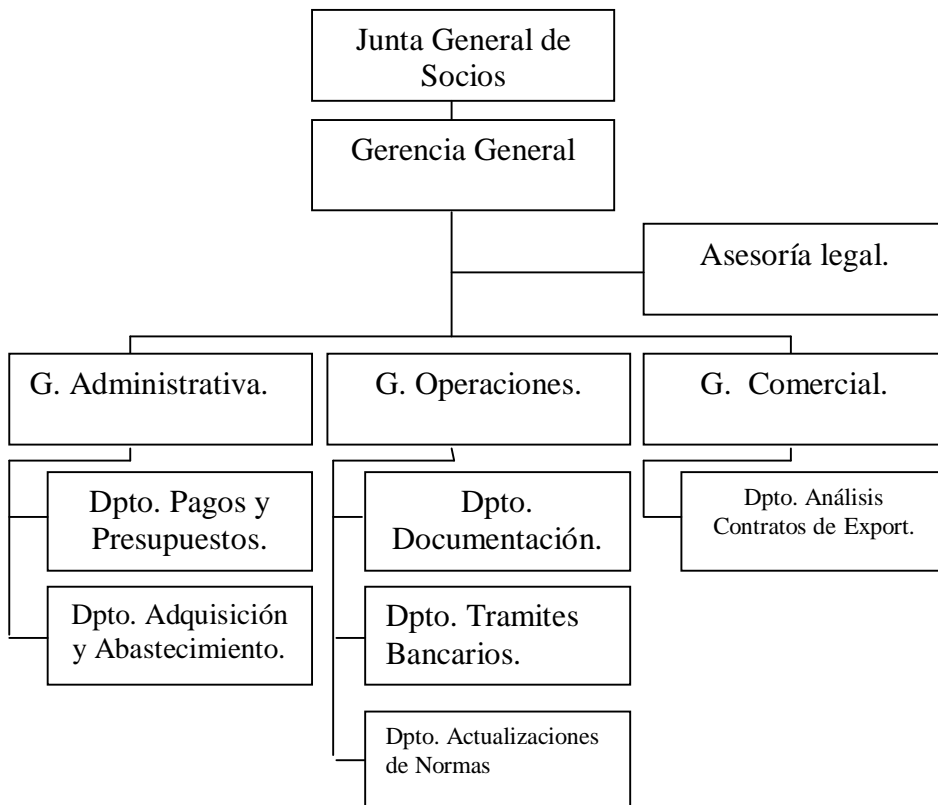 Junta General de
Socios
Gerencia General
Asesoría legal.
G. Administrativa.
G. Operaciones.
G. Comercial.
Dpto. Pagos y
Presupuestos.
Dpto.
Documentación.
Dpto. Análisis
Contratos de Export.
Dpto. Adquisición
y Abastecimiento.
Dpto. Tramites
Bancarios.
Dpto. Actualizaciones
de Normas